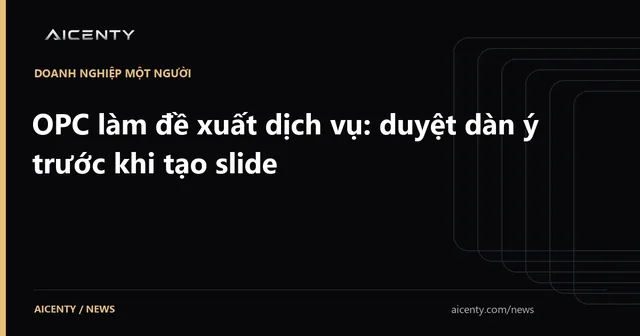 AICENTY
DOANH NGHIỆP MỘT NGƯỜI
OPC làm đề xuất dịch vụ: duyệt dàn ý
trước khi tạo slide
AICENTY / NEWS
aicenty.com/news